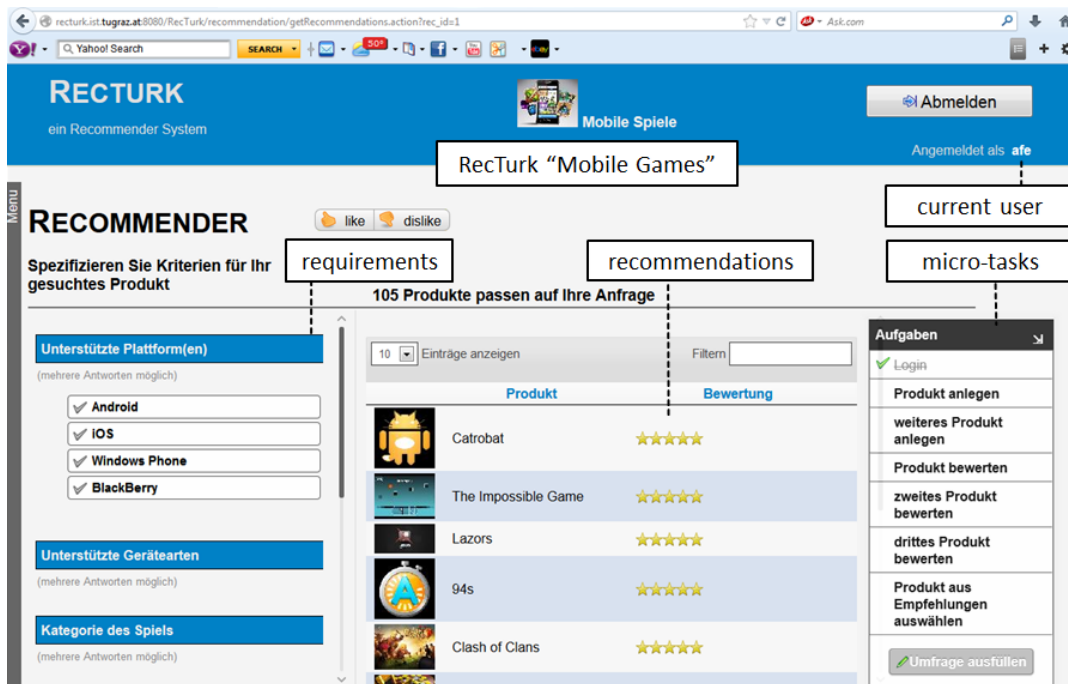 recturk.ist.tugraz.at:8080/RecTurk/recommendation/getRecommendations.action?rec_id=1
Ask.com
Y!
Yahoo! Search
SEARCH
50°
RECTURK
ein Recommender System
Mobile Spiele
Abmelden
Angemeldet als afe
RecTurk “Mobile Games”
current user
Menu
RECOMMENDER
like
dislike
requirements
recommendations
micro-tasks
Spezifizieren Sie Kriterien für Ihr
gesuchtes Produkt
105 Produkte passen auf Ihre Anfrage
Unterstützte Plattform(en)
(mehrere Antworten möglich)
Android
iOS
Windows Phone
BlackBerry
Unterstützte Gerätearten
(mehrere Antworten möglich)
Kategorie des Spiels
(mehrere Antworten möglich)
10 Einträge anzeigen
Filtern
Produkt
Bewertung
Catrobat
The Impossible Game
Lazors
94s
Clash of Clans
Aufgaben
Login
Produkt anlegen
weiteres Produkt
anlegen
Produkt bewerten
zweites Produkt
bewerten
drittes Produkt
bewerten
Produkt aus
Empfehlungen
auswählen
Umfrage ausfüllen